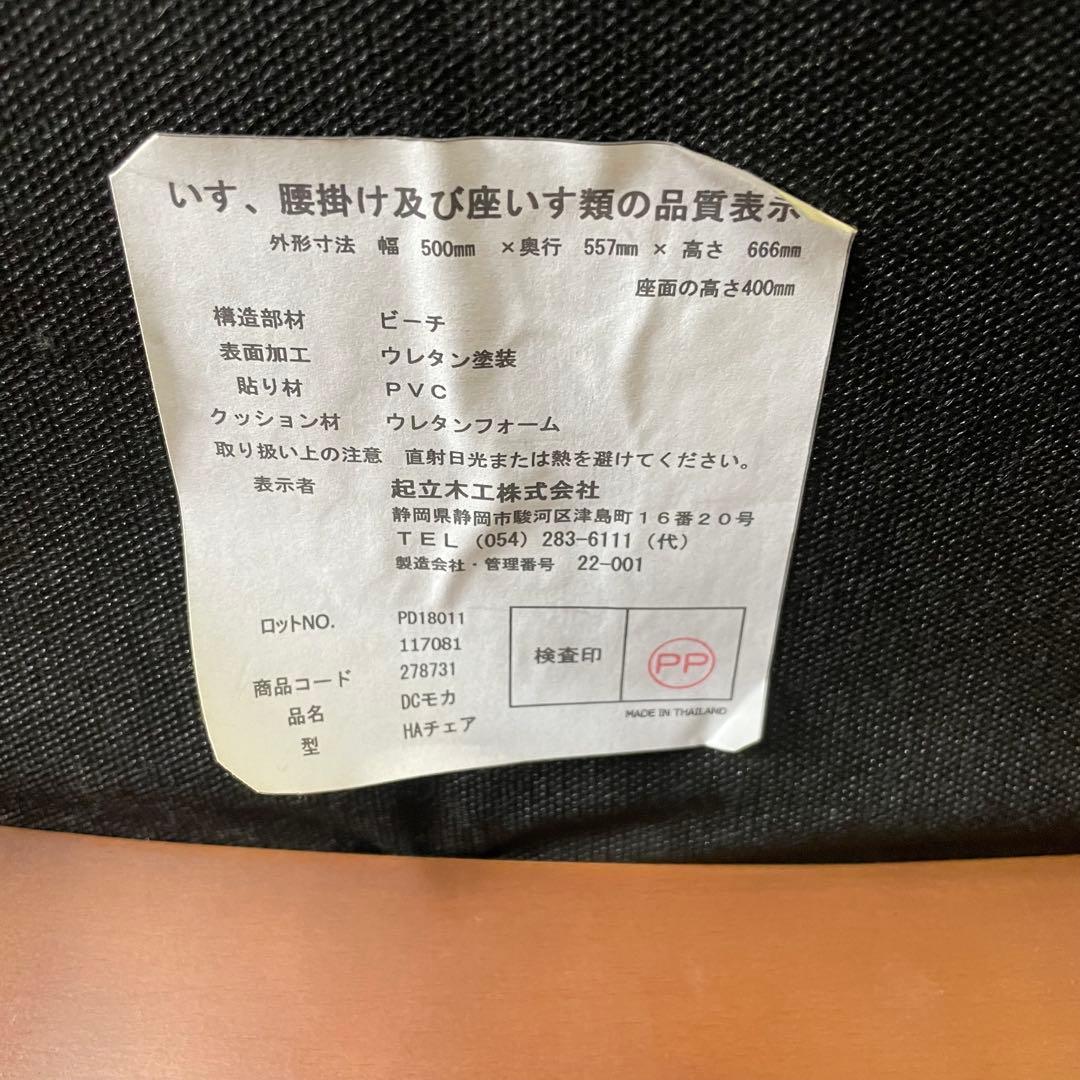 いす、腰掛け及び座いす類の品質表示
外形寸法 幅 500mm ×奥行 557mm × 高さ 666mm
座面の高さ400mm
構造部材 ビーチ
表面加工 ウレタン塗装
貼り材 ＰＶＣ
クッション材 ウレタンフォーム
取り扱い上の注意 直射日光または熱を避けてください。
表示者 起立木工株式会社
静岡県静岡市駿河区津島町１６番２０号
ＴＥＬ (054) 283-6111（代）
製造会社・管理番号 22-001
ロットNO. PD18011
117081
商品コード 278731
品名 DCモカ
型 HAチェア
検査印 PP
MADE IN THAILAND